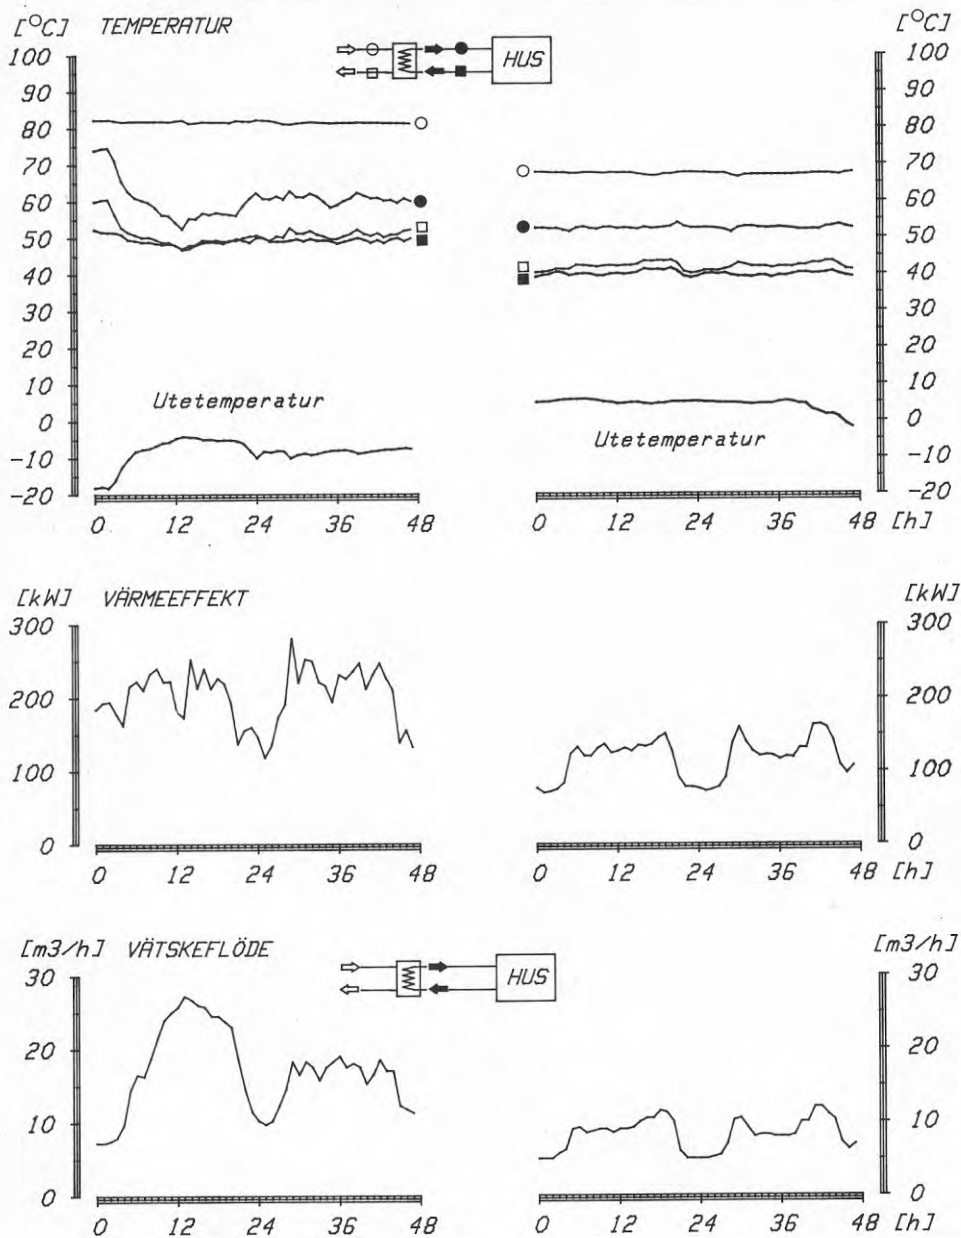 [°C] TEMPERATUR [°C]
HUS
100 100
90 90
80 80
70 70
60 60
50 50
40 40
30 30
20 20
10 10
Utetemperatur
0 0
Utetemperatur
-10 -10
-20 -20
0 12 24 36 48 0 12 24 36 48 [h]
[kW] VÄRMEEFFEKT [kW]
300 300
200 200
100 100
0 0
0 12 24 36 48 0 12 24 36 48 [h]
[m3/h] VÄTSKEFLÖDE [m3/h]
HUS
30 30
20 20
10 10
0 0
0 12 24 36 48 0 12 24 36 48 [h]